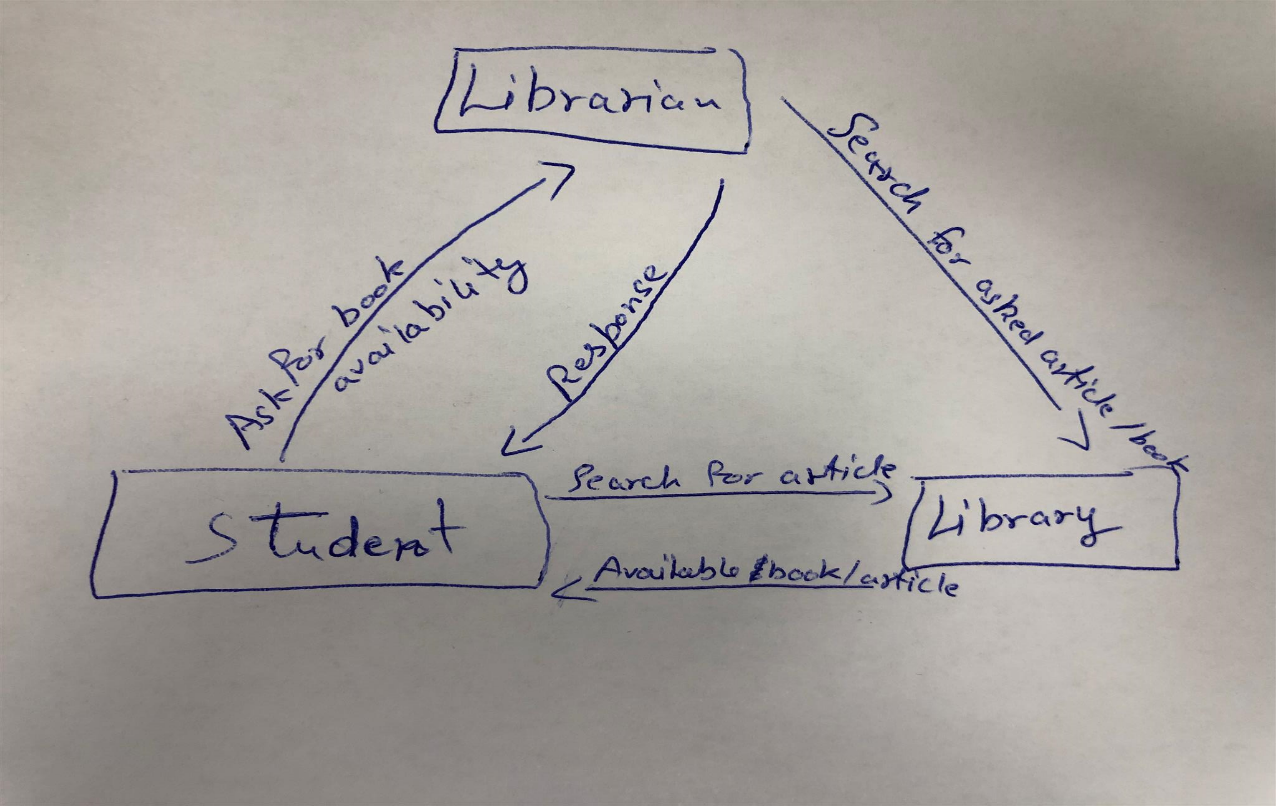 Librarian
Search for asked article/book
Ask for book
availability
Response
Student
Search for article
Library
Available book/article